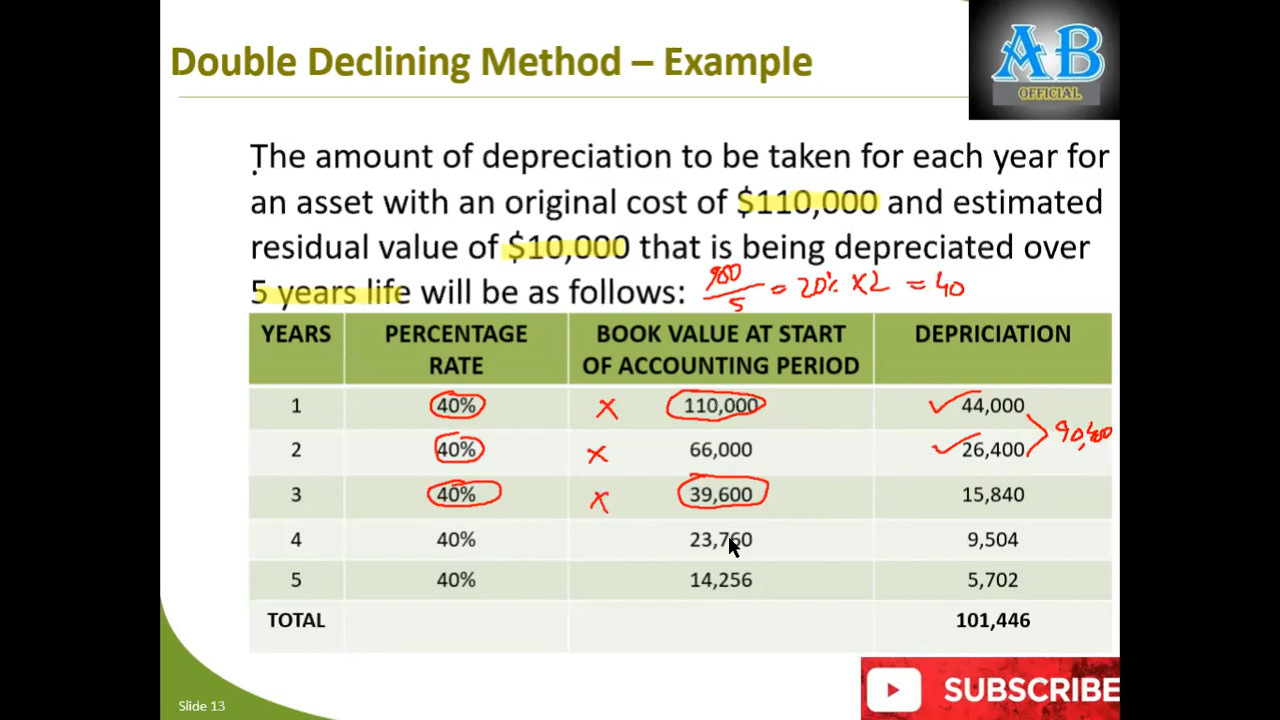 Double Declining Method – Example
AB
OFFICIAL
The amount of depreciation to be taken for each year for
an asset with an original cost of $110,000 and estimated
residual value of $10,000 that is being depreciated over
5 years life will be as follows:
100/5 = 20% ×2 = 40
YEARS PERCENTAGE RATE BOOK VALUE AT START OF ACCOUNTING PERIOD DEPRICIATION
1 40% × 110,000 44,000
2 40% × 66,000 26,400
3 40% × 39,600 15,840
4 40% 23,760 9,504
5 40% 14,256 5,702
TOTAL 101,446
Slide 13
SUBSCRIBE